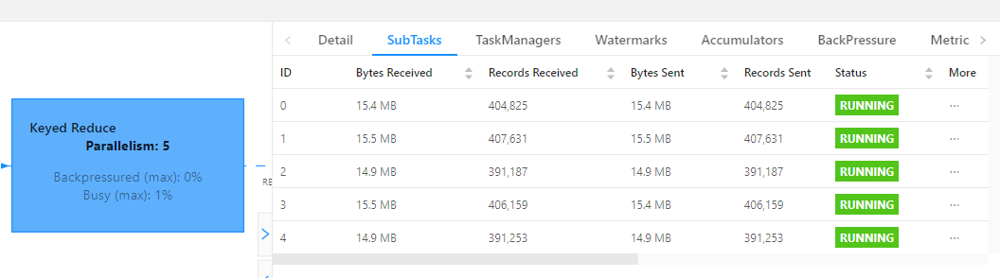 Detail SubTasks TaskManagers Watermarks Accumulators BackPressure Metric
ID Bytes Received Records Received Bytes Sent Records Sent Status More
0 15.4 MB 404,825 15.4 MB 404,825 RUNNING ...
1 15.5 MB 407,631 15.5 MB 407,631 RUNNING ...
2 14.9 MB 391,187 14.9 MB 391,187 RUNNING ...
3 15.5 MB 406,159 15.4 MB 406,159 RUNNING ...
4 14.9 MB 391,253 14.9 MB 391,253 RUNNING ...
Keyed Reduce
Parallelism: 5
Backpressured (max): 0%
Busy (max): 1%
RE